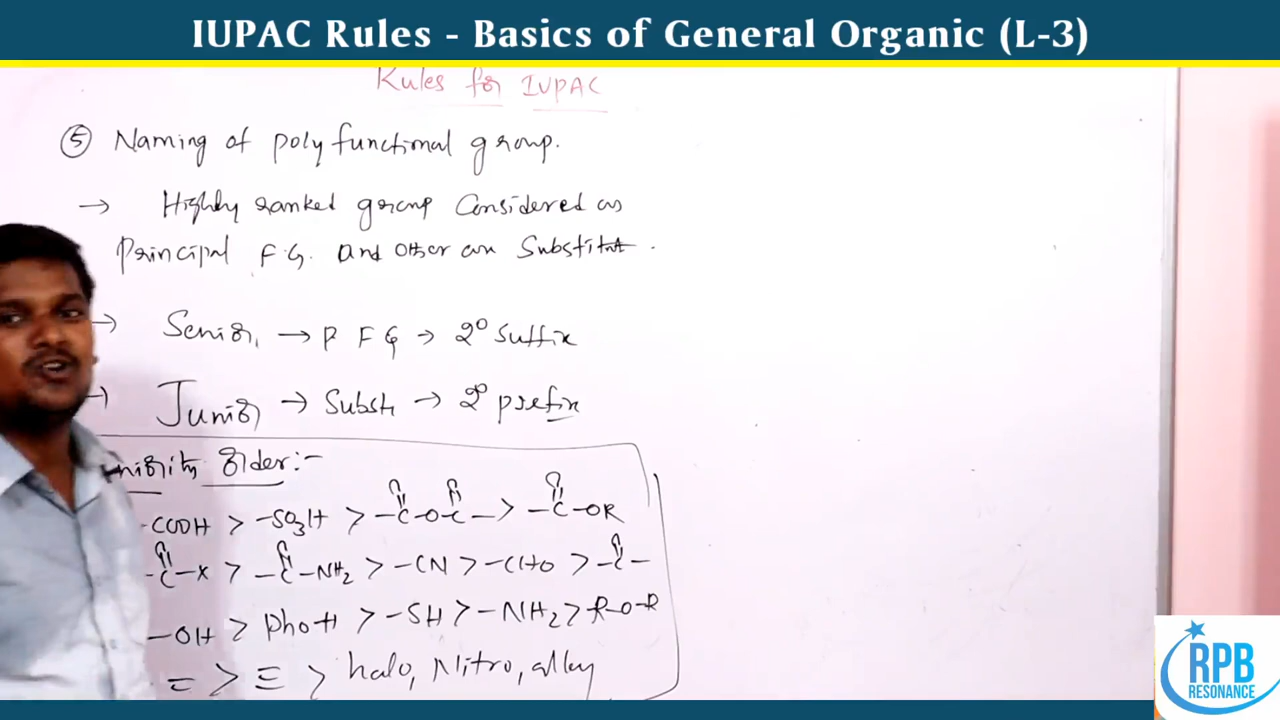 IUPAC Rules - Basics of General Organic (L-3)
Rules for IUPAC
⑤ Naming of poly functional group.
→ Highly ranked group Considered as
Principal F.G. and Other are Substitut .
→ Senior, → P F G → 2° Suffix
→ Junior → Subst → 2° prefix
niority Order:-
-COOH > -SO3H > -C(=O)-O-C(=O)- > -C(=O)-OR
-C(=O)-X > -C(=O)-NH2 > -CN > -CHO > -C(=O)-
-OH > PhOH > -SH > -NH2 > R-O-R
= > ≡ > halo, Nitro, alkey
RPB
RESONANCE